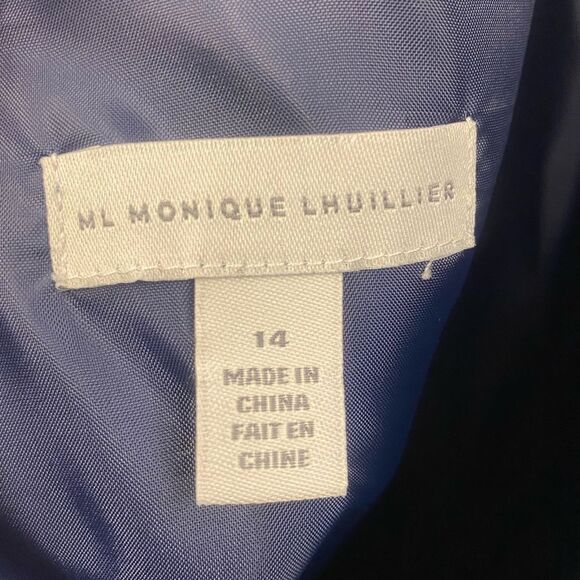 ML MONIQUE LHUILLIER
14
MADE IN
CHINA
FAIT EN
CHINE